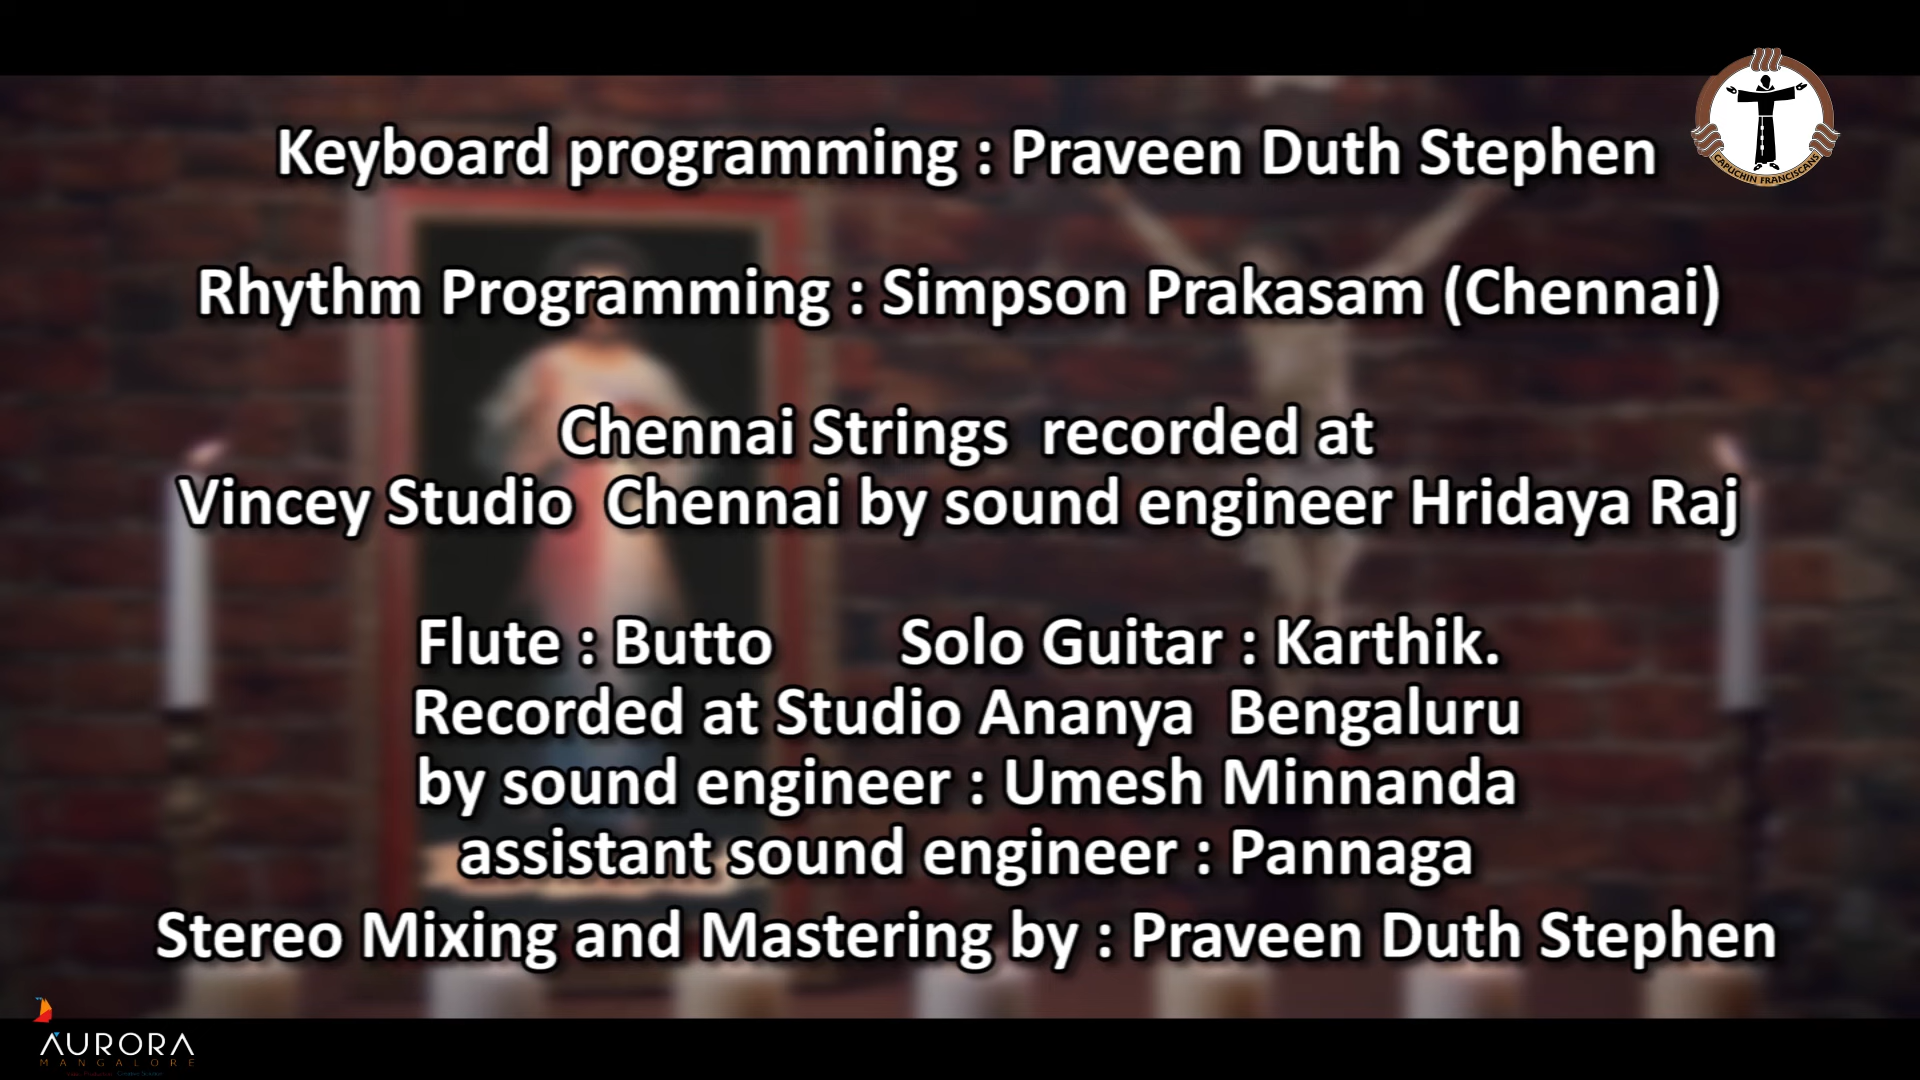 Keyboard programming : Praveen Duth Stephen
CAPUCHIN FRANCISCANS
Rhythm Programming : Simpson Prakasam (Chennai)
Chennai Strings  recorded at
Vincey Studio  Chennai by sound engineer Hridaya Raj
Flute : Butto        Solo Guitar : Karthik.
Recorded at Studio Ananya  Bengaluru
by sound engineer : Umesh Minnanda
assistant sound engineer : Pannaga
Stereo Mixing and Mastering by : Praveen Duth Stephen
AURORA
MANGALORE